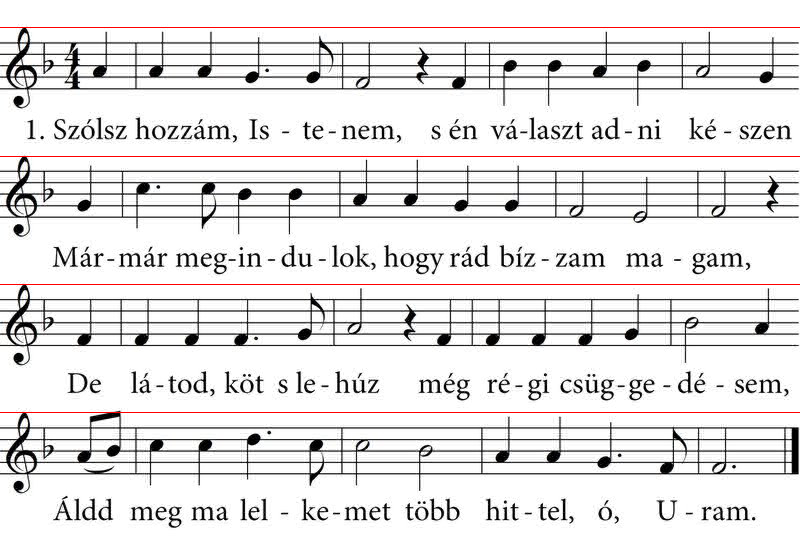 1. Szólsz hozzám, Is - te - nem, s én vá - laszt ad - ni ké - szen
Már - már meg - in - du - lok, hogy rád bíz - zam ma - gam,
De lá - tod, köt s le - húz még ré - gi csüg - ge - dé - sem,
Áldd meg ma lel - ke - met több hit - tel, ó, U - ram.